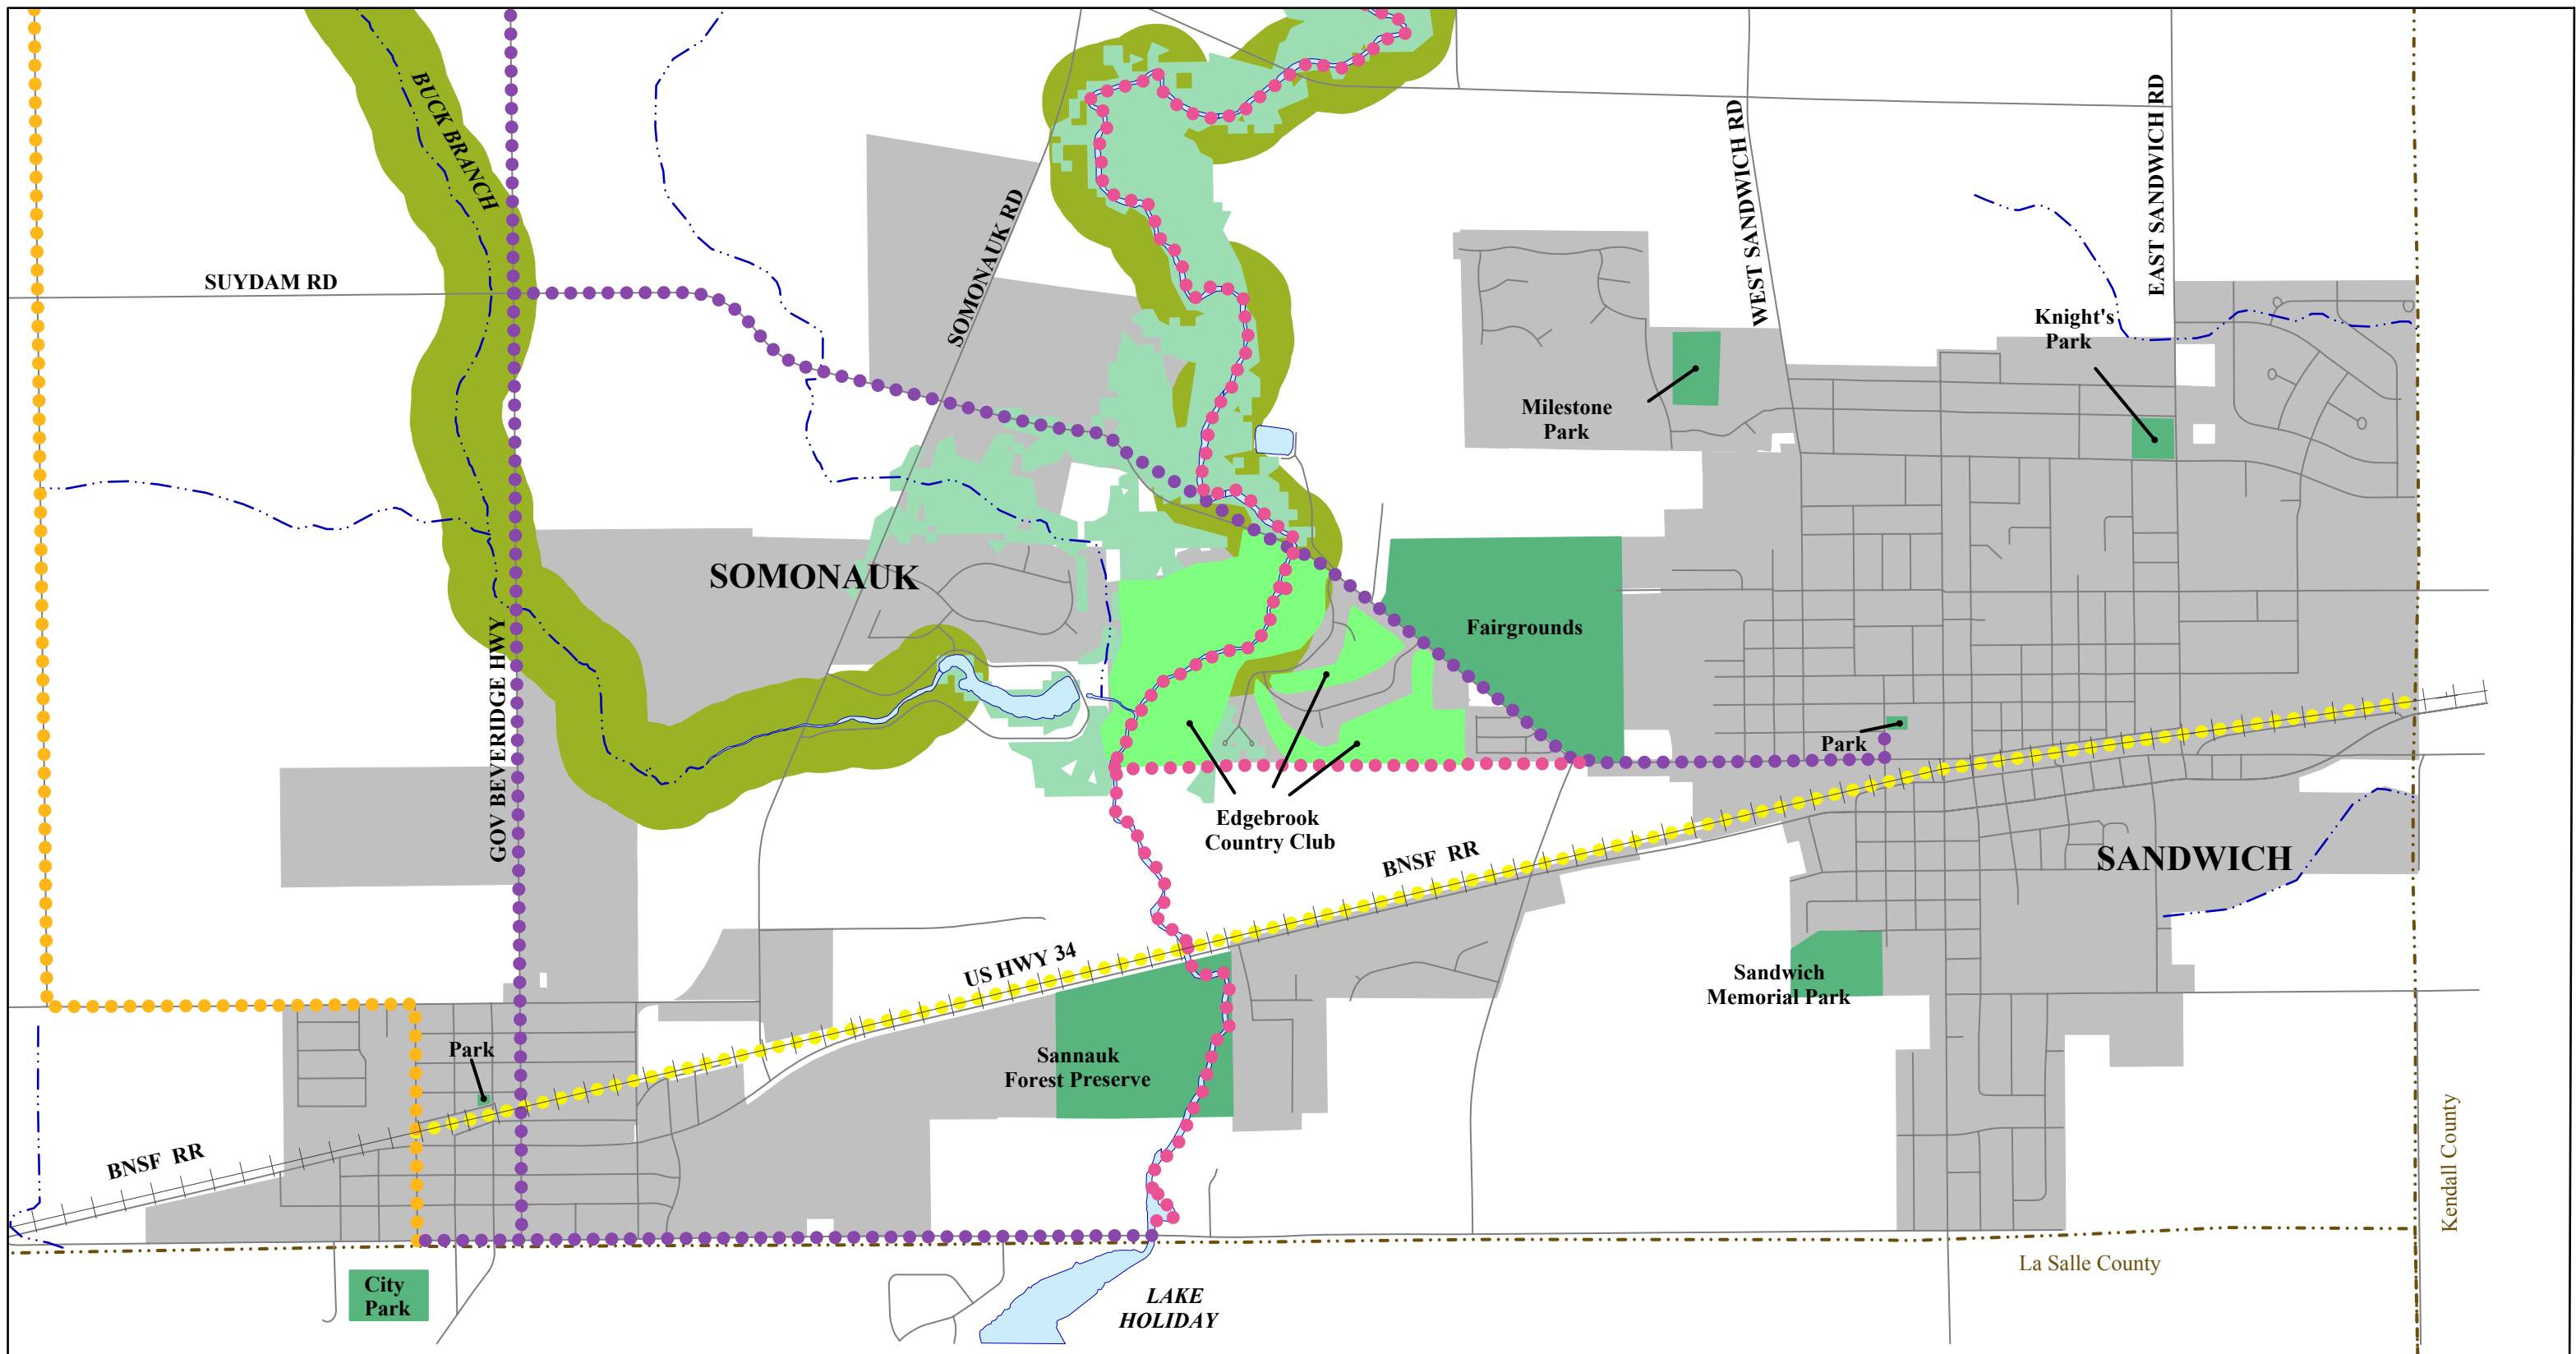 BUCK BRANCH
SUYDAM RD
SOMONAUK RD
WEST SANDWICH RD
EAST SANDWICH RD
Knight's
Park
Milestone
Park
SOMONAUK
GOV BEVERIDGE HWY
Fairgrounds
Park
Edgebrook
Country Club
BNSF RR
SANDWICH
US HWY 34
Sandwich
Memorial Park
Park
Sannauk
Forest Preserve
BNSF RR
Kendall County
La Salle County
City
Park
LAKE
HOLIDAY